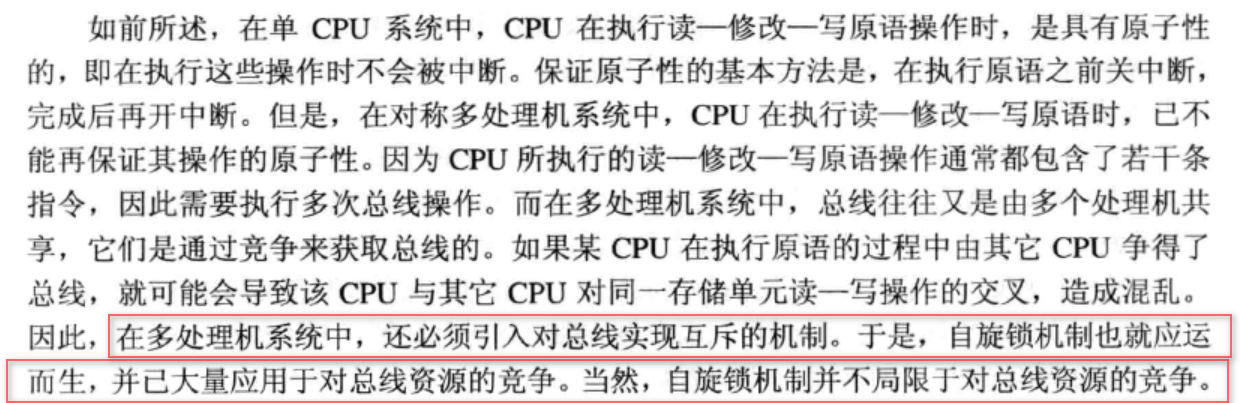 如前所述，在单 CPU 系统中，CPU 在执行读—修改—写原语操作时，是具有原子性
的，即在执行这些操作时不会被中断。保证原子性的基本方法是，在执行原语之前关中断，
完成后再开中断。但是，在对称多处理机系统中，CPU 在执行读—修改—写原语时，已不
能再保证其操作的原子性。因为 CPU 所执行的读—修改—写原语操作通常都包含了若干条
指令，因此需要执行多次总线操作。而在多处理机系统中，总线往往又是由多个处理机共
享，它们是通过竞争来获取总线的。如果某 CPU 在执行原语的过程中由其它 CPU 争得了
总线，就可能会导致该 CPU 与其它 CPU 对同一存储单元读—写操作的交叉，造成混乱。
因此，在多处理机系统中，还必须引入对总线实现互斥的机制。于是，自旋锁机制也就应运
而生，并已大量应用于对总线资源的竞争。当然，自旋锁机制并不局限于对总线资源的竞争。